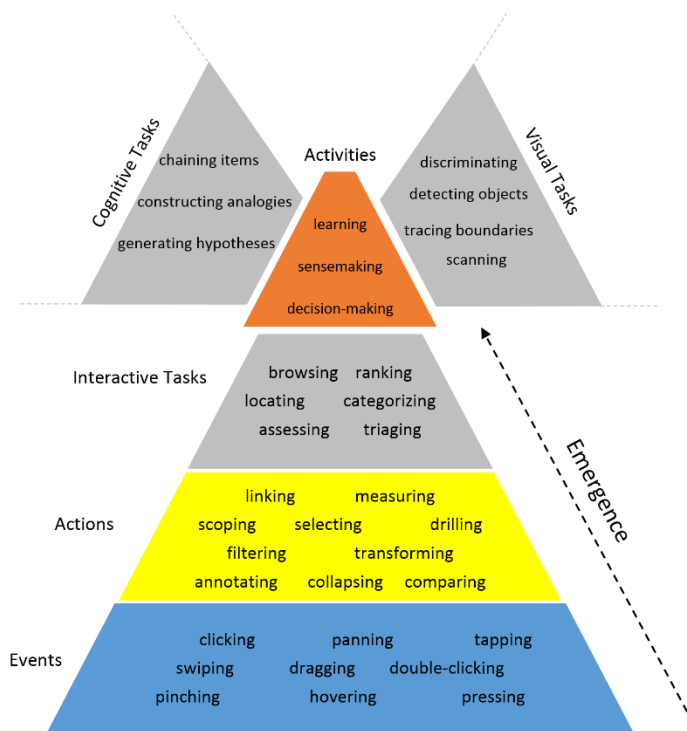 Cognitive Tasks
chaining items
constructing analogies
generating hypotheses
Activities
learning
sensemaking
decision-making
Visual Tasks
discriminating
detecting objects
tracing boundaries
scanning
Interactive Tasks
browsing ranking
locating categorizing
assessing triaging
Emergence
Actions
linking measuring
scoping selecting drilling
filtering transforming
annotating collapsing comparing
Events
clicking panning tapping
swiping dragging double-clicking
pinching hovering pressing